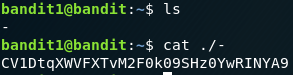 bandit1@bandit:~$ ls
-
bandit1@bandit:~$ cat ./-
CV1DtqXWVFXTvM2F0k09SHz0YwRINYA9